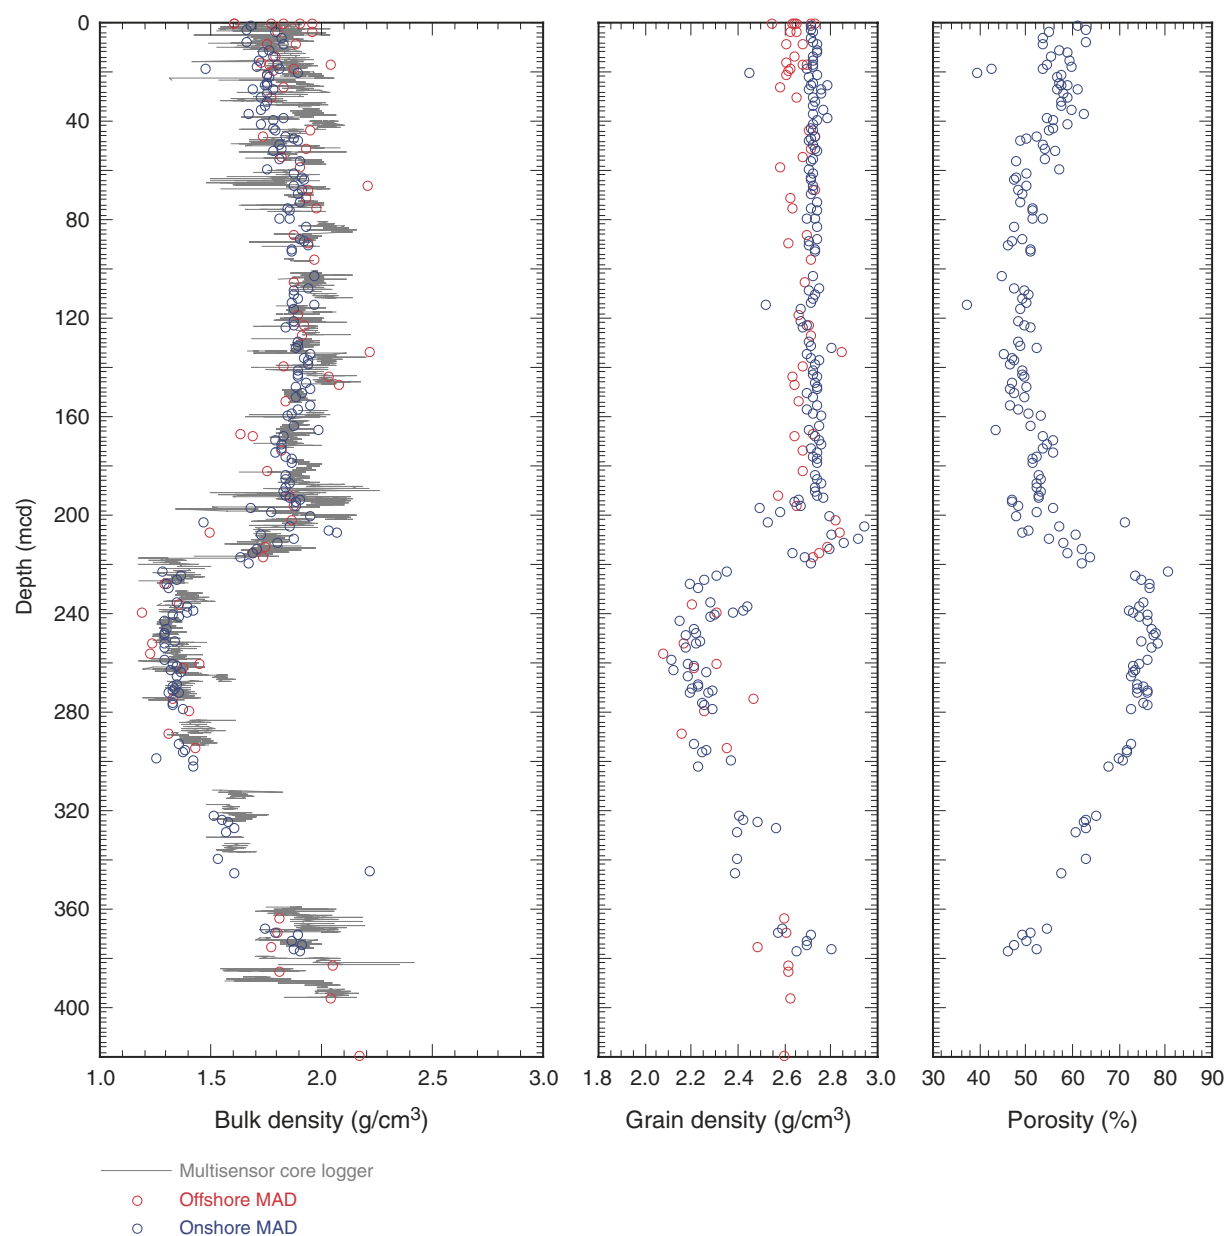 0
40
80
120
160
200
240
280
320
360
400
Depth (mcd)
1.0 1.5 2.0 2.5 3.0
1.8 2.0 2.2 2.4 2.6 2.8 3.0
30 40 50 60 70 80 90
Bulk density (g/cm³)
Grain density (g/cm³)
Porosity (%)
Multisensor core logger
Offshore MAD
Onshore MAD